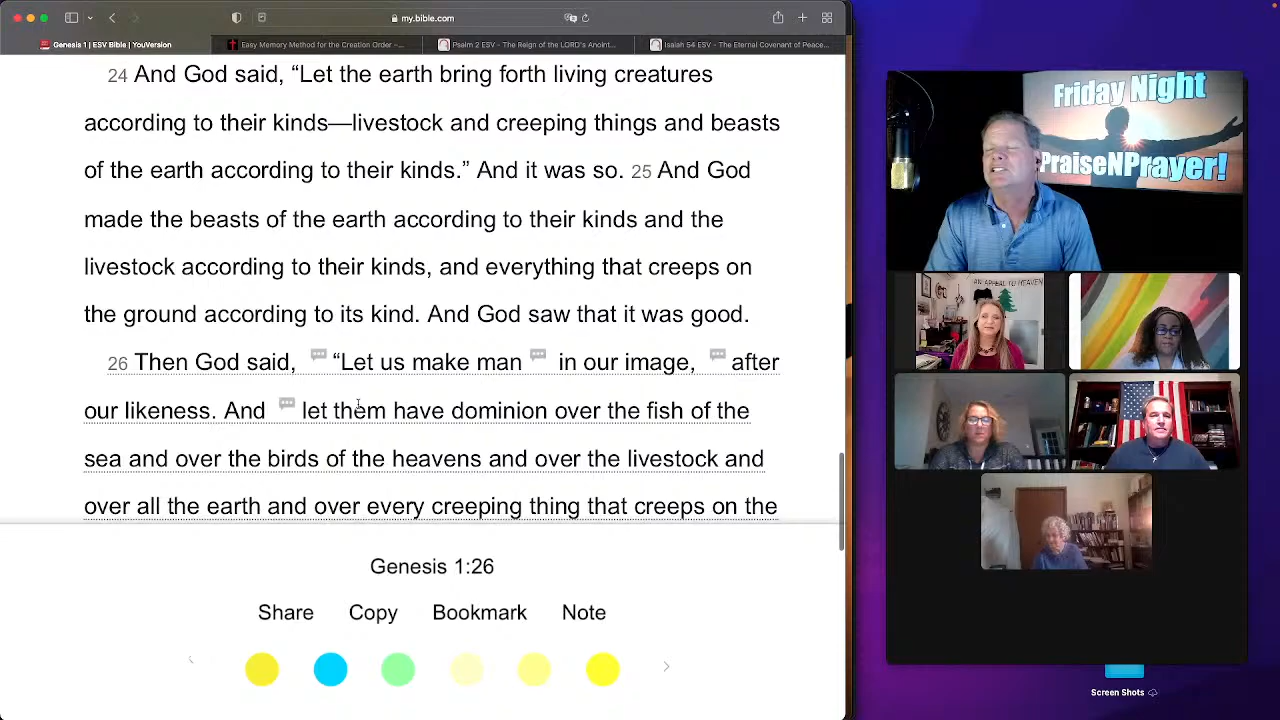 my.bible.com
Genesis 1 | ESV Bible | YouVersion
Easy Memory Method for the Creation Order –...
Psalm 2 ESV - The Reign of the LORD's Anoint...
Isaiah 54 ESV - The Eternal Covenant of Peace...
24 And God said, “Let the earth bring forth living creatures
according to their kinds—livestock and creeping things and beasts
of the earth according to their kinds.” And it was so. 25 And God
made the beasts of the earth according to their kinds and the
livestock according to their kinds, and everything that creeps on
the ground according to its kind. And God saw that it was good.
26 Then God said, “Let us make man in our image, after
our likeness. And let them have dominion over the fish of the
sea and over the birds of the heavens and over the livestock and
over all the earth and over every creeping thing that creeps on the
Genesis 1:26
Share Copy Bookmark Note
Friday Night
PraiseNPrayer!
AN APPEAL TO HEAVEN
Screen Shots